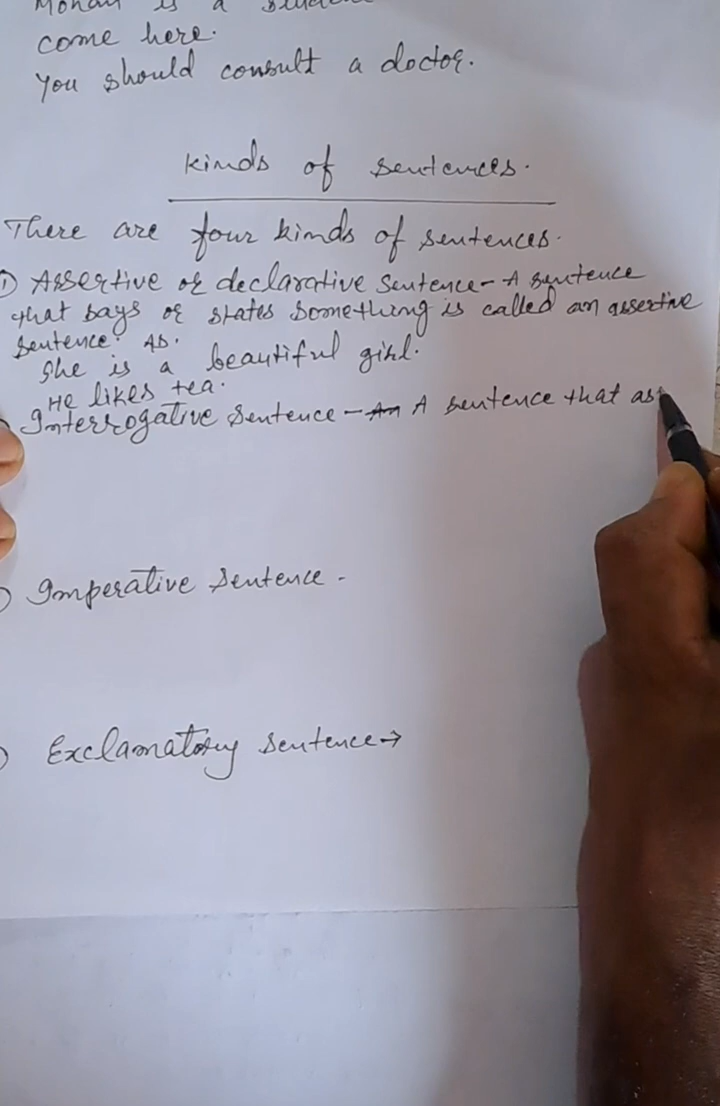 Mohan is a
come here.
You should consult a doctor.
Kinds of sentences.
There are four kinds of sentences.
① Assertive or declarative sentence - A sentence
that says or states something is called an assertive
sentence. As.
She is a beautiful girl.
He likes tea.
Interrogative sentence - An A sentence that as
Imperative sentence -
Exclamatory sentence →